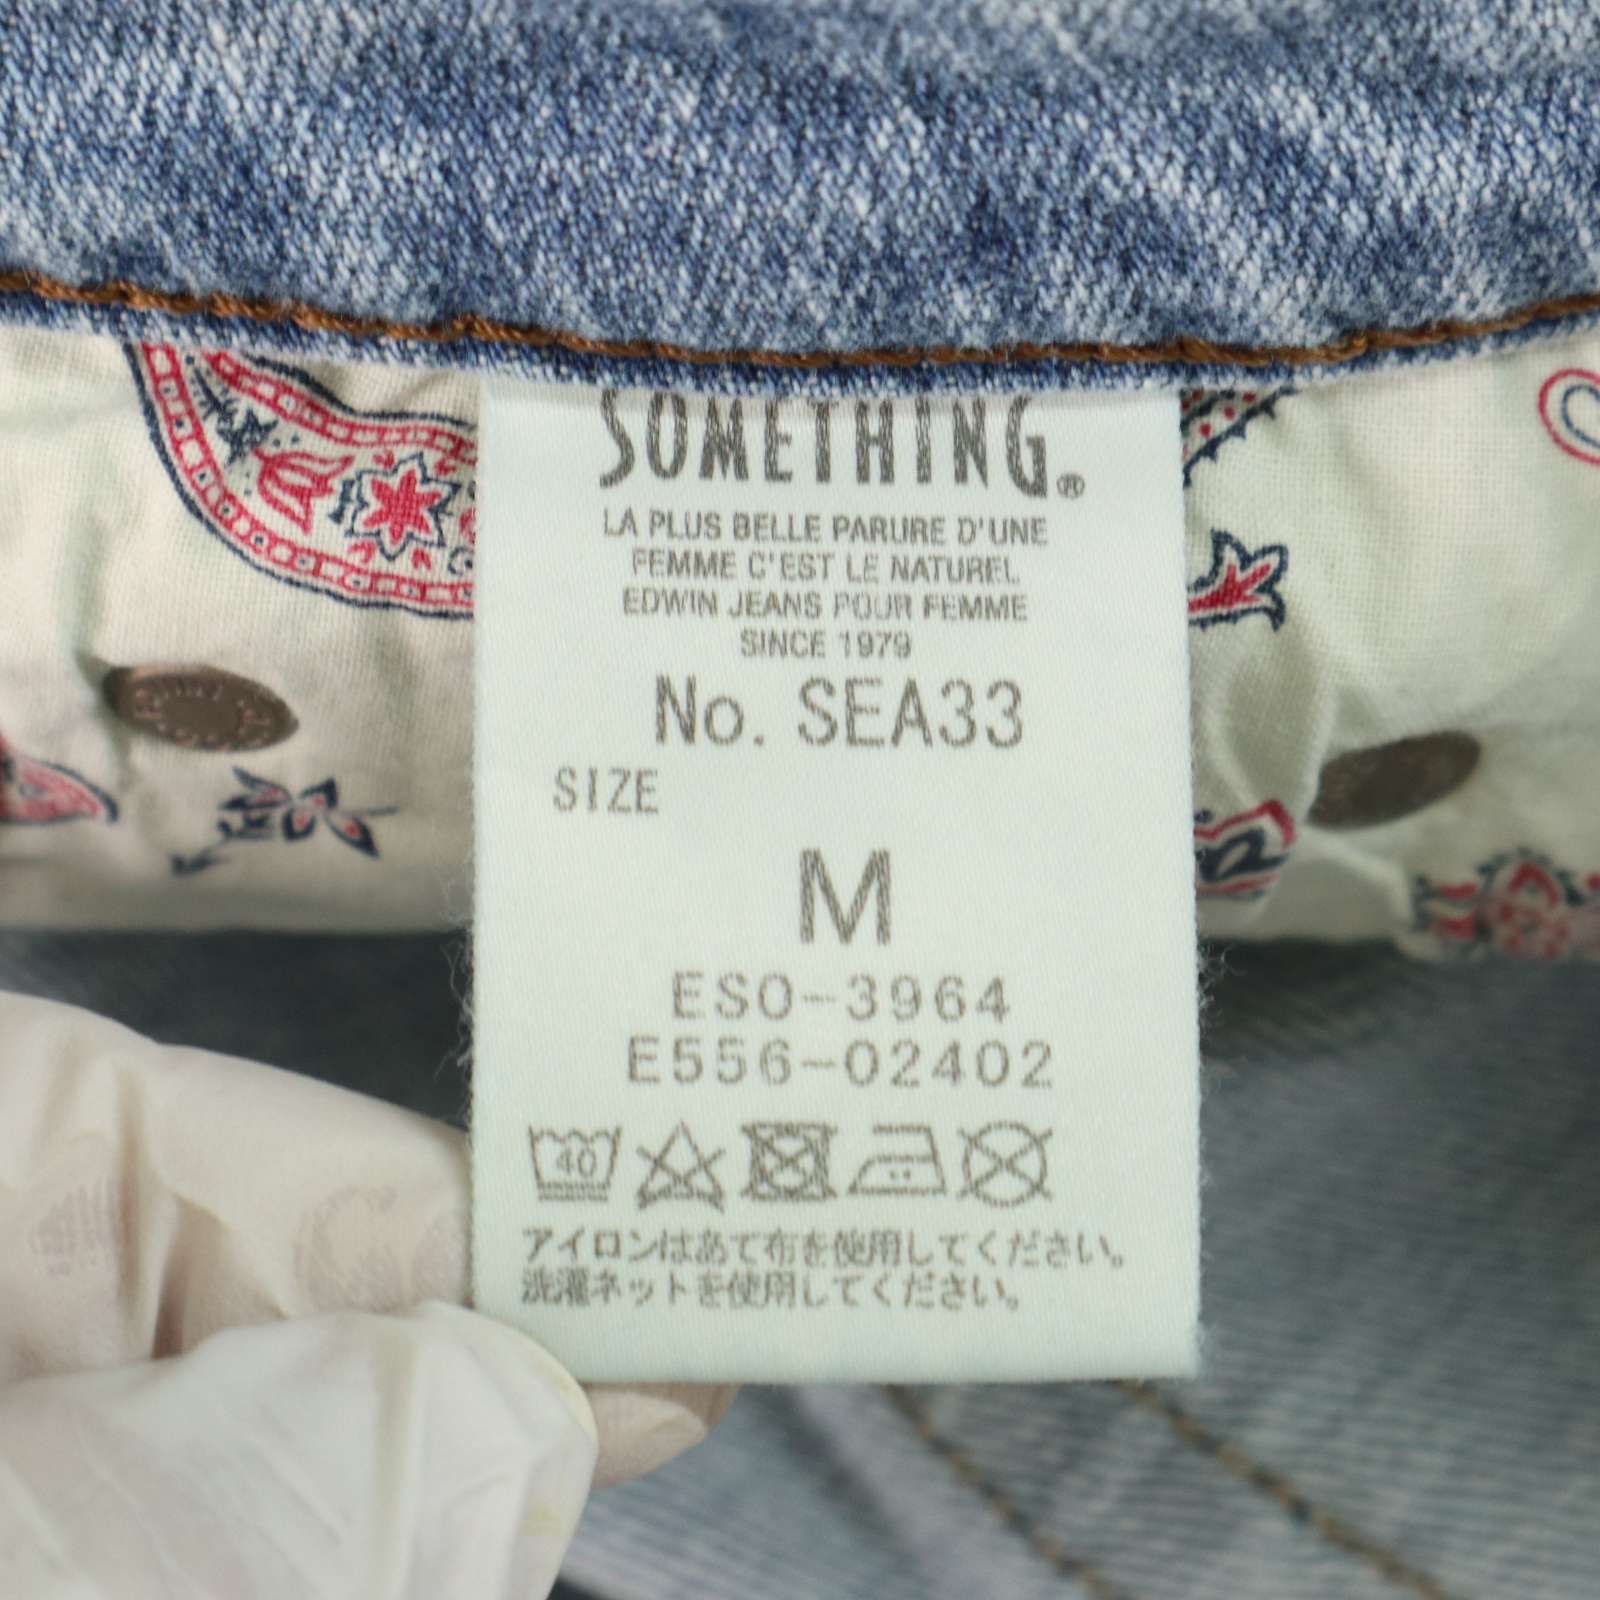 SOMETHING®
LA PLUS BELLE PARURE D'UNE
FEMME C'EST LE NATUREL
EDWIN JEANS POUR FEMME
SINCE 1979
No. SEA33
SIZE
M
ESO-3964
E556-02402
40
アイロンはあて布を使用してください。
洗濯ネットを使用してください。